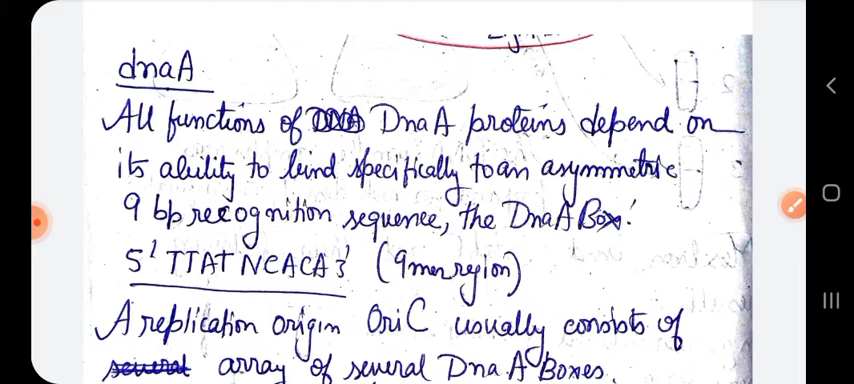 dnaA
All functions of DnaA proteins depend on
its ability to bind specifically to an asymmetric
9 bp recognition sequence, the DnaA Box!
5' TTAT NCACA 3' (9mer region)
A replication origin OriC usually consists of
several array of several DnaA Boxes.